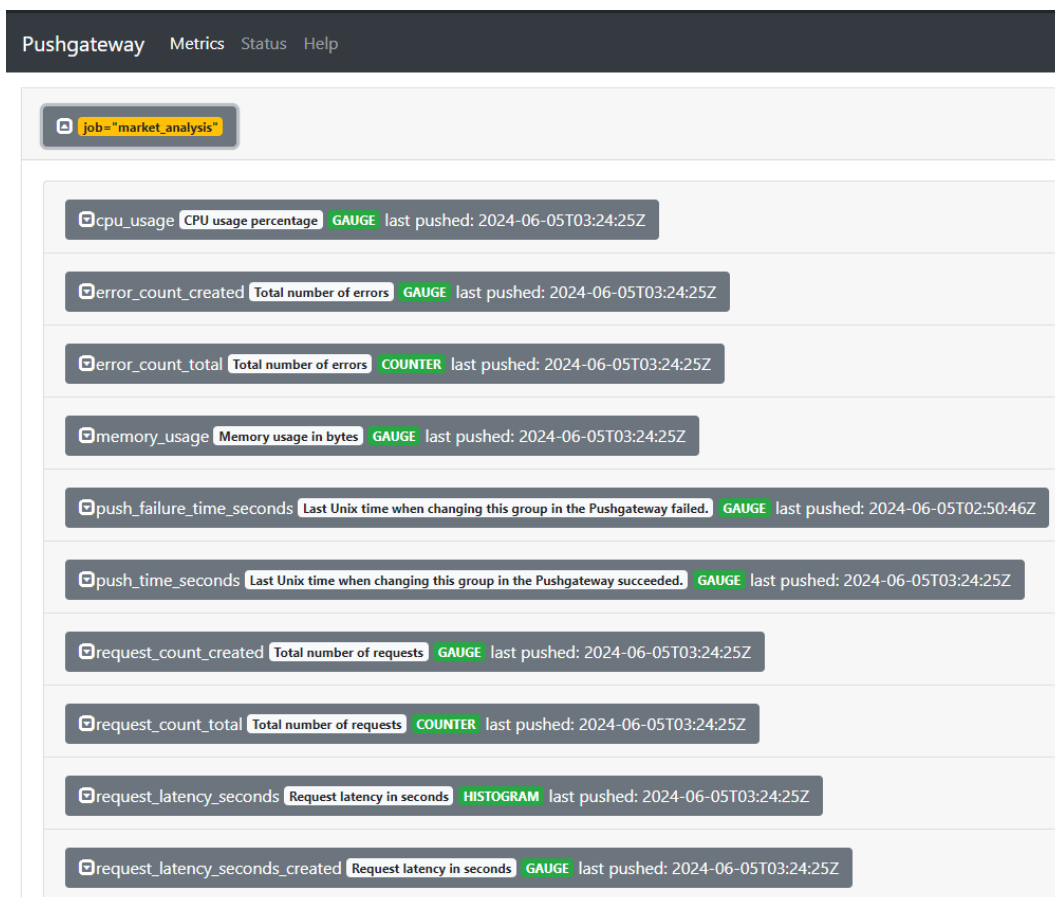 Pushgateway Metrics Status Help
job="market_analysis"
cpu_usage CPU usage percentage GAUGE last pushed: 2024-06-05T03:24:25Z
error_count_created Total number of errors GAUGE last pushed: 2024-06-05T03:24:25Z
error_count_total Total number of errors COUNTER last pushed: 2024-06-05T03:24:25Z
memory_usage Memory usage in bytes GAUGE last pushed: 2024-06-05T03:24:25Z
push_failure_time_seconds Last Unix time when changing this group in the Pushgateway failed. GAUGE last pushed: 2024-06-05T02:50:46Z
push_time_seconds Last Unix time when changing this group in the Pushgateway succeeded. GAUGE last pushed: 2024-06-05T03:24:25Z
request_count_created Total number of requests GAUGE last pushed: 2024-06-05T03:24:25Z
request_count_total Total number of requests COUNTER last pushed: 2024-06-05T03:24:25Z
request_latency_seconds Request latency in seconds HISTOGRAM last pushed: 2024-06-05T03:24:25Z
request_latency_seconds_created Request latency in seconds GAUGE last pushed: 2024-06-05T03:24:25Z